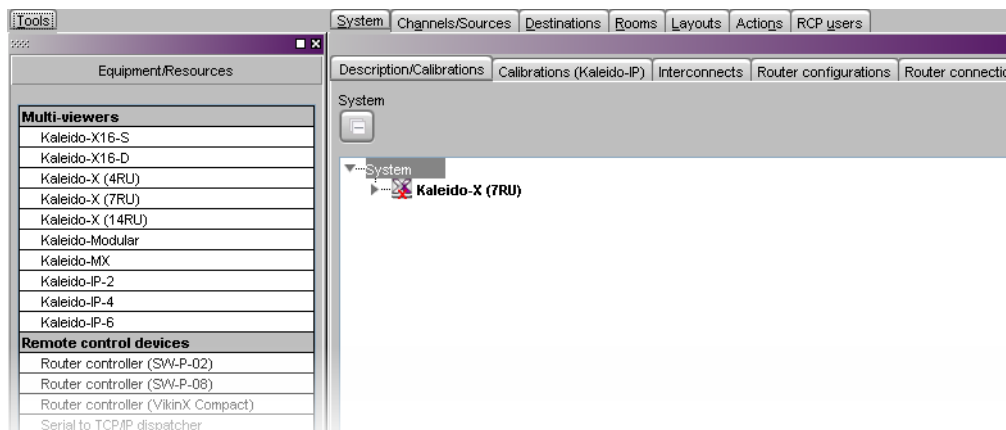 Tools
System Channels/Sources Destinations Rooms Layouts Actions RCP users
Equipment/Resources
Description/Calibrations Calibrations (Kaleido-IP) Interconnects Router configurations Router connectio
System
Multi-viewers
Kaleido-X16-S
Kaleido-X16-D
Kaleido-X (4RU)
Kaleido-X (7RU)
Kaleido-X (14RU)
Kaleido-Modular
Kaleido-MX
Kaleido-IP-2
Kaleido-IP-4
Kaleido-IP-6
Remote control devices
Router controller (SW-P-02)
Router controller (SW-P-08)
Router controller (VikinX Compact)
Serial to TCP/IP dispatcher
System
Kaleido-X (7RU)